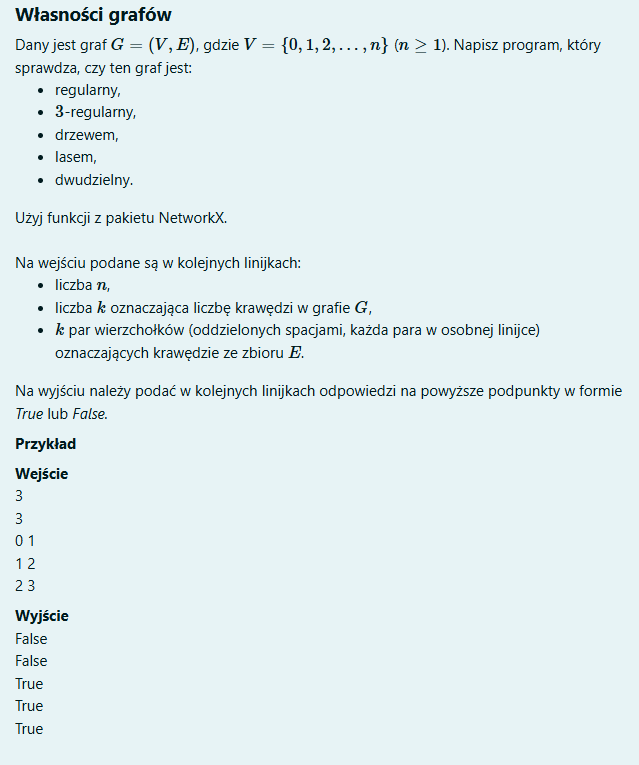 Własności grafów
Dany jest graf G = (V, E), gdzie V = {0, 1, 2, . . . , n} (n ≥ 1). Napisz program, który
sprawdza, czy ten graf jest:
• regularny,
• 3-regularny,
• drzewem,
• lasem,
• dwudzielny.
Użyj funkcji z pakietu NetworkX.
Na wejściu podane są w kolejnych linijkach:
• liczba n,
• liczba k oznaczająca liczbę krawędzi w grafie G,
• k par wierzchołków (oddzielonych spacjami, każda para w osobnej linijce)
oznaczających krawędzie ze zbioru E.
Na wyjściu należy podać w kolejnych linijkach odpowiedzi na powyższe podpunkty w formie
True lub False.
Przykład
Wejście
3
3
0 1
1 2
2 3
Wyjście
False
False
True
True
True